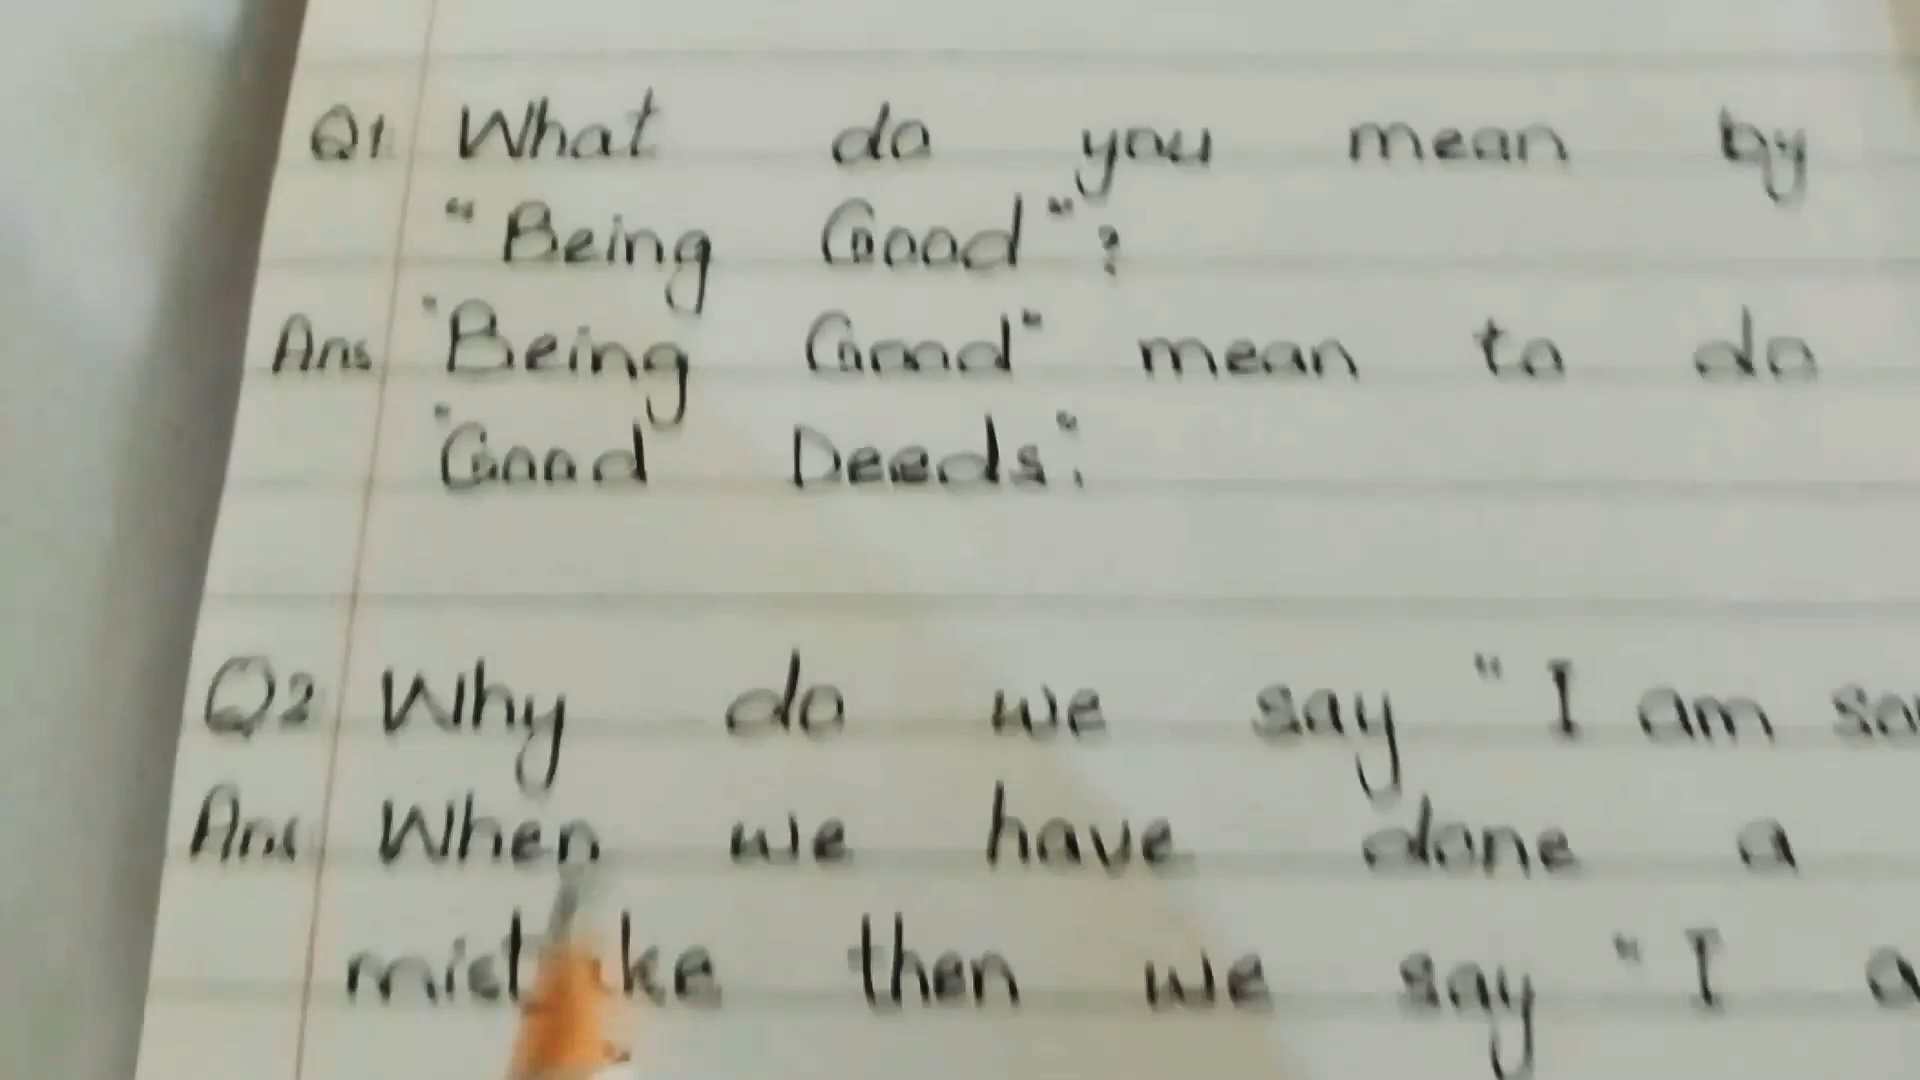 Q1 What do you mean by
"Being Good"?
Ans "Being Good" mean to do
"Good Deeds".
Q2 Why do we say "I am
Ans When we have done a
mistake then we say "I